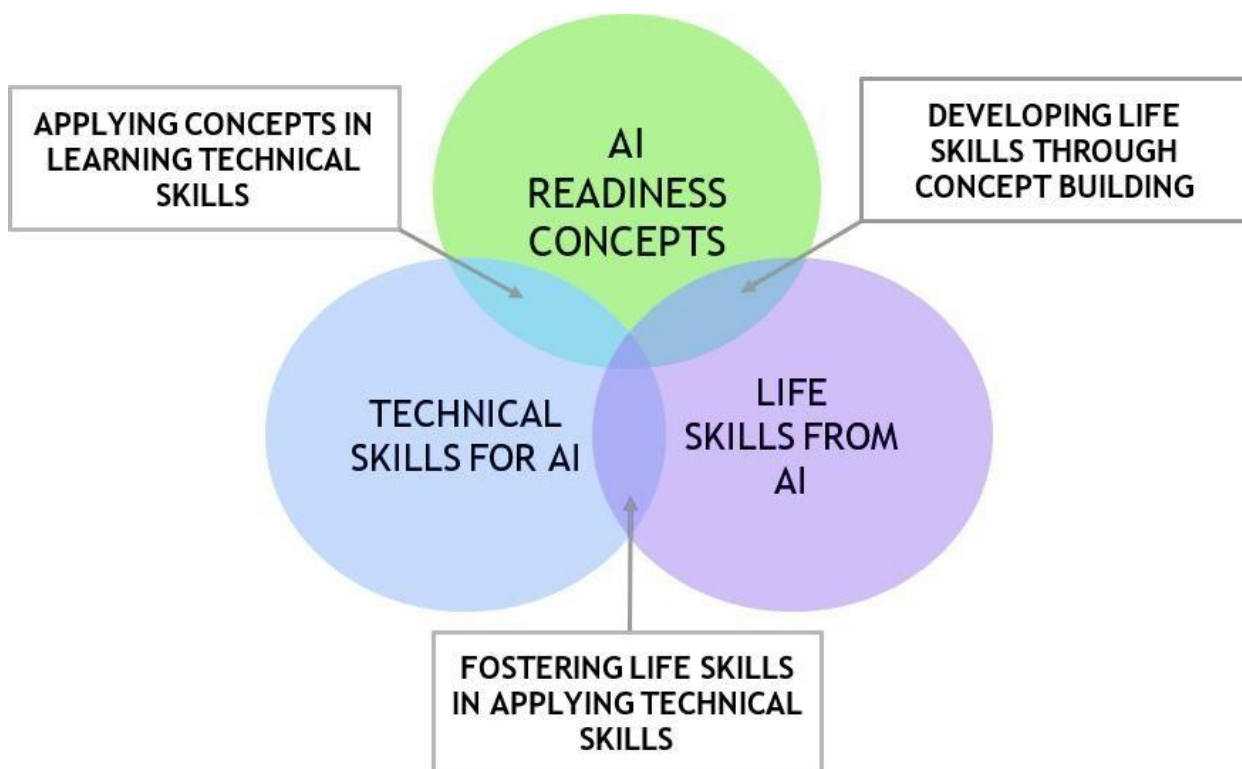 APPLYING CONCEPTS IN
LEARNING TECHNICAL
SKILLS
AI
READINESS
CONCEPTS
DEVELOPING LIFE
SKILLS THROUGH
CONCEPT BUILDING
TECHNICAL
SKILLS FOR AI
LIFE
SKILLS FROM
AI
FOSTERING LIFE SKILLS
IN APPLYING TECHNICAL
SKILLS